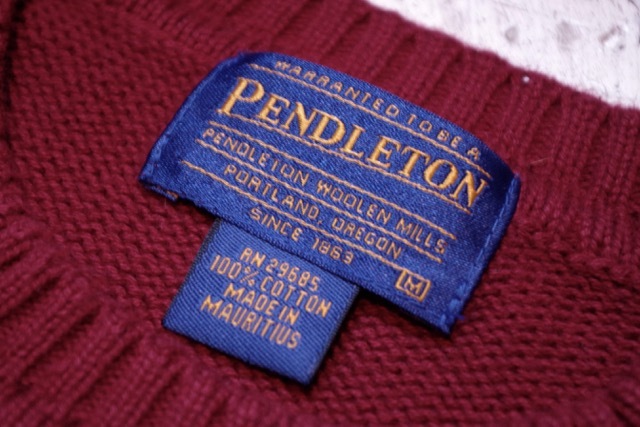 WARRANTED TO BE A
PENDLETON
PENDLETON WOOLEN MILLS,
PORTLAND, OREGON
SINCE 1863
M
RN 29685
100% COTTON
MADE IN
MAURITIUS